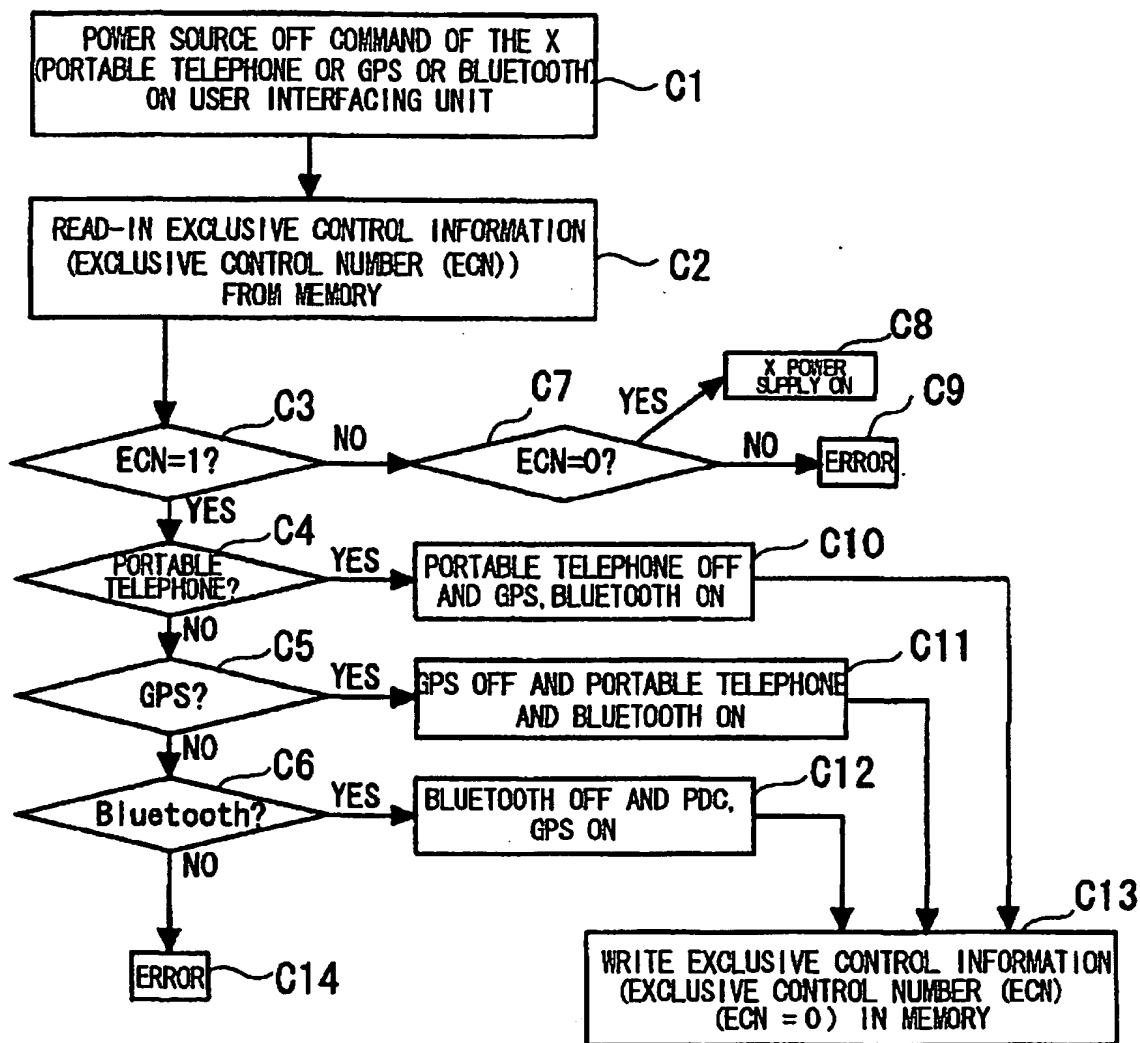 POWER SOURCE OFF COMMAND OF THE X
(PORTABLE TELEPHONE OR GPS OR BLUETOOTH)
ON USER INTERFACING UNIT
C1
READ-IN EXCLUSIVE CONTROL INFORMATION
(EXCLUSIVE CONTROL NUMBER (ECN))
FROM MEMORY
C2
C3
ECN=1?
NO
YES
C7
ECN=0?
YES
C8
X POWER
SUPPLY ON
NO
C9
ERROR
C4
PORTABLE
TELEPHONE?
YES
NO
C10
PORTABLE TELEPHONE OFF
AND GPS, BLUETOOTH ON
C5
GPS?
YES
NO
C11
GPS OFF AND PORTABLE TELEPHONE
AND BLUETOOTH ON
C6
Bluetooth?
YES
NO
C12
BLUETOOTH OFF AND PDC,
GPS ON
C13
WRITE EXCLUSIVE CONTROL INFORMATION
(EXCLUSIVE CONTROL NUMBER (ECN)
(ECN = 0) IN MEMORY
ERROR
C14